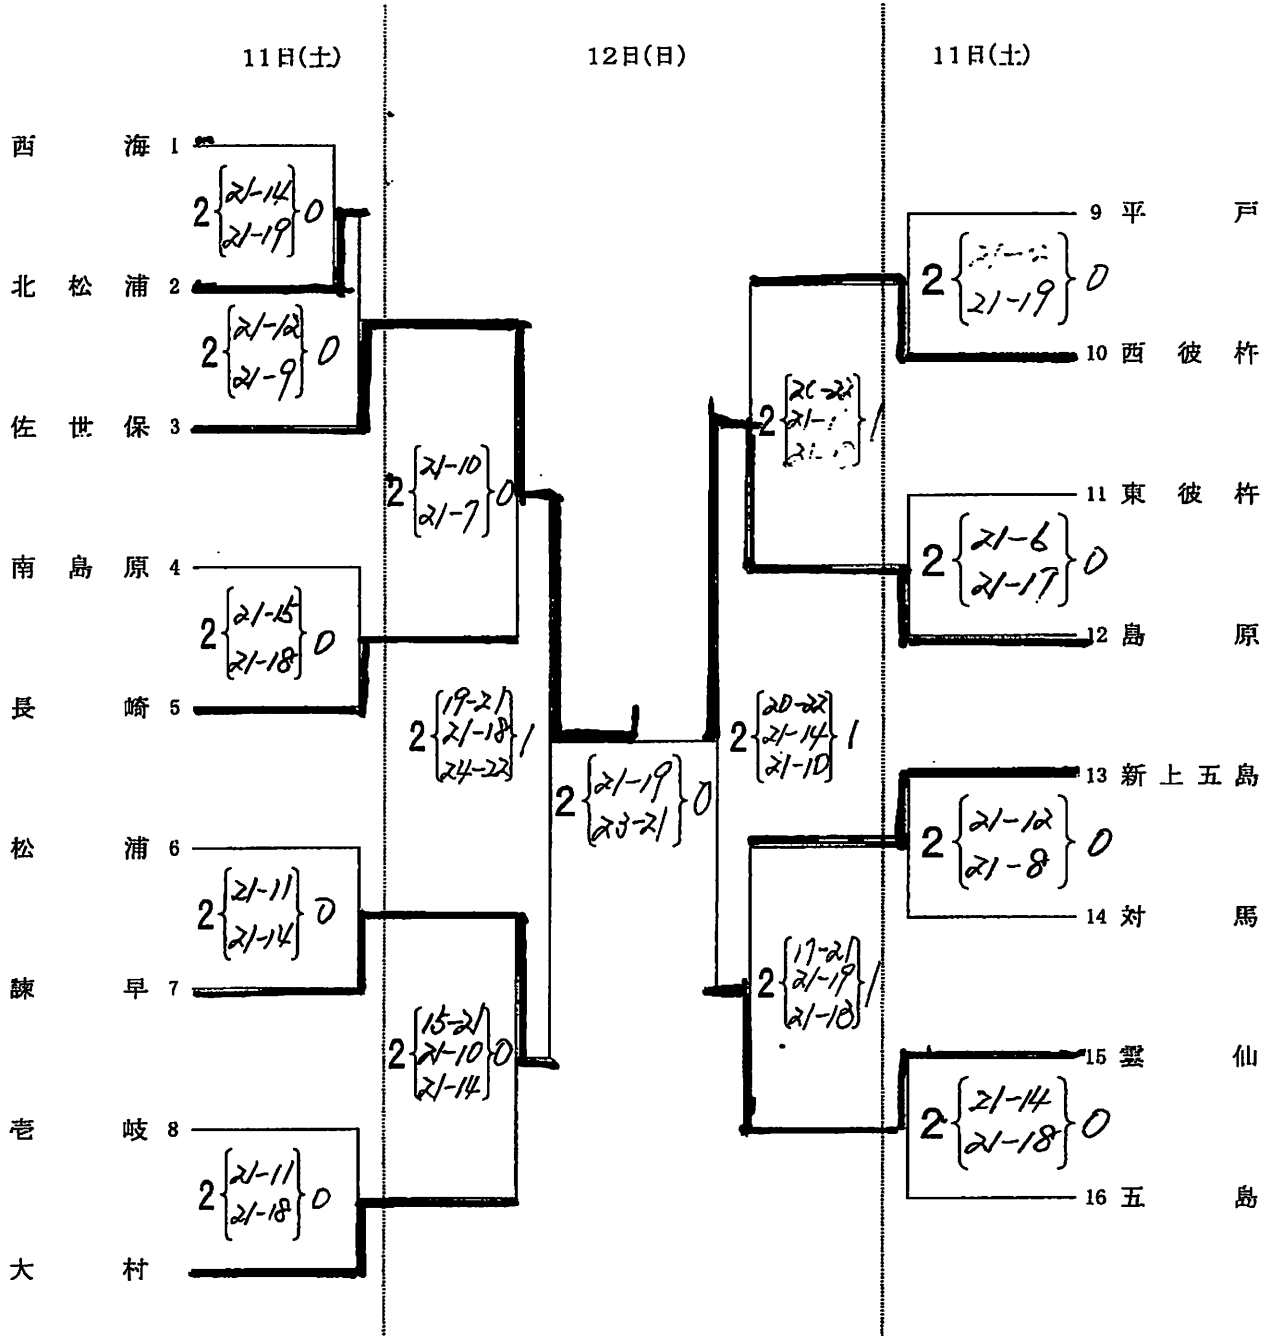 11日(土)
12日(日)
11日(土)
西海 1
2 21-14 0
21-19
北松浦 2
2 21-12 0
21-9
佐世保 3
2 21-10 0
21-7
南島原 4
2 21-15 0
21-18
長崎 5
2 19-21 1
21-18
24-22
松浦 6
2 21-11 0
21-14
諫早 7
2 15-21 0
21-10
21-14
壱岐 8
2 21-11 0
21-18
大村
2 21-19 0
23-21
9 平戸
2 0
21-19
10 西彼杵
2 1
11 東彼杵
2 21-6 0
21-17
12 島原
2 20-22 1
21-14
21-10
13 新上五島
2 21-12 0
21-8
14 対馬
2 17-21 1
21-19
21-18
15 雲仙
2 21-14 0
21-18
16 五島